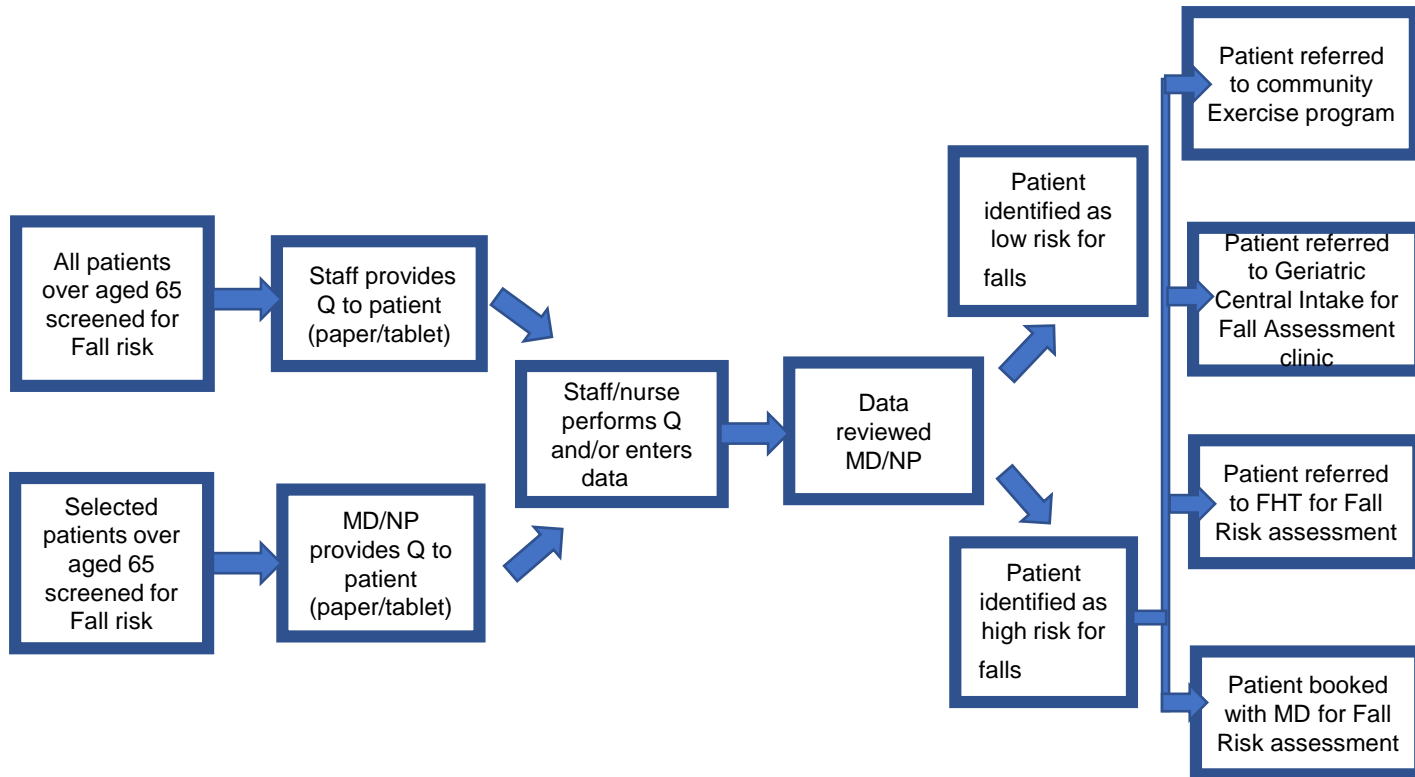 All patients
over aged 65
screened for
Fall risk
Staff provides
Q to patient
(paper/tablet)
Selected
patients over
aged 65
screened for
Fall risk
MD/NP
provides Q to
patient
(paper/tablet)
Staff/nurse
performs Q
and/or enters
data
Data
reviewed
MD/NP
Patient
identified as
low risk for
falls
Patient
identified as
high risk for
falls
Patient referred
to community
Exercise program
Patient referred
to Geriatric
Central Intake for
Fall Assessment
clinic
Patient referred
to FHT for Fall
Risk assessment
Patient booked
with MD for Fall
Risk assessment